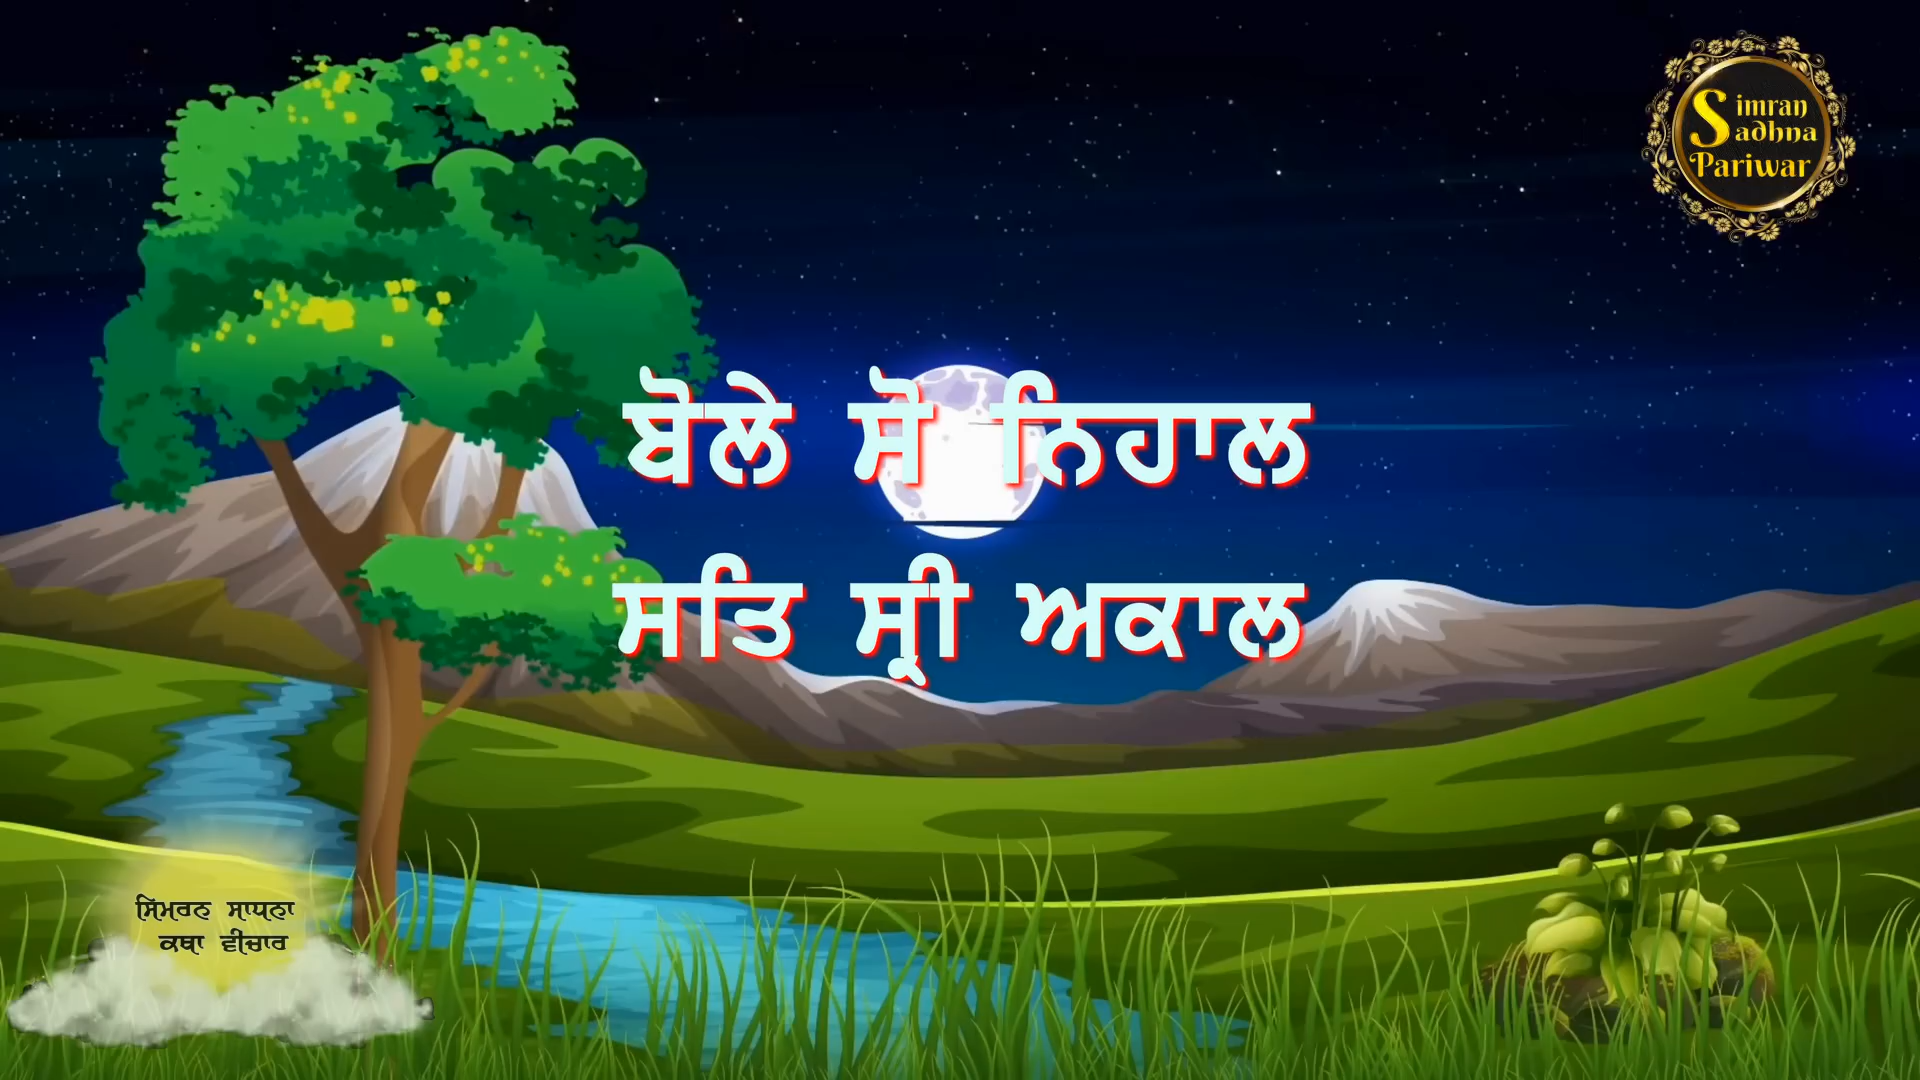 Simran
Sadhna
Pariwar
ਬੋਲੇ ਸੋ ਨਿਹਾਲ
ਸਤਿ ਸ੍ਰੀ ਅਕਾਲ
ਸਿਮਰਨ ਸਾਧਨਾ
ਕਥਾ ਵੀਚਾਰ